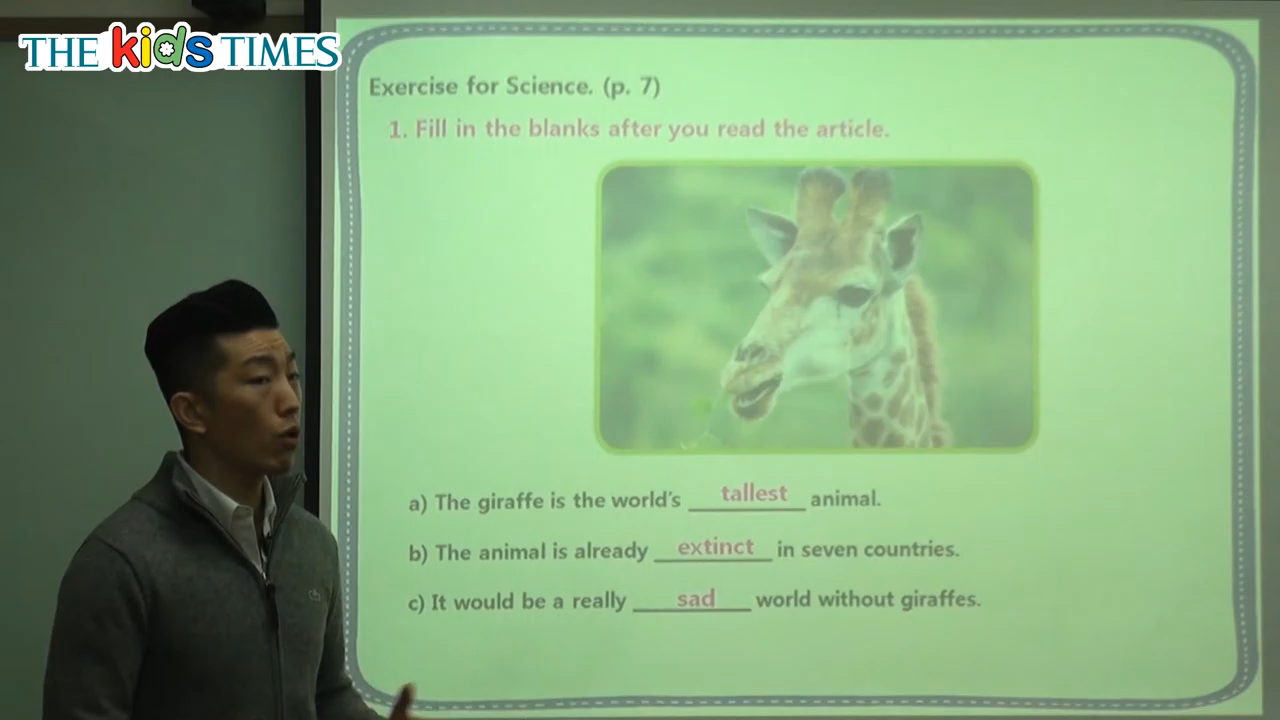 THE kids TIMES
Exercise for Science. (p. 7)
1. Fill in the blanks after you read the article.
a) The giraffe is the world's tallest animal.
b) The animal is already extinct in seven countries.
c) It would be a really sad world without giraffes.